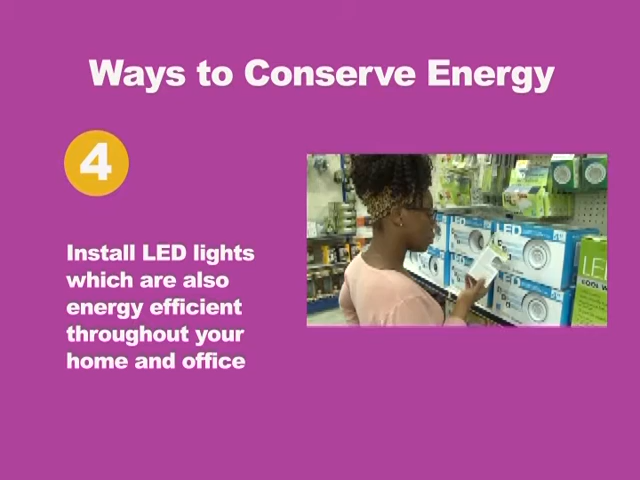 Ways to Conserve Energy
4
Install LED lights
which are also
energy efficient
throughout your
home and office
LED
LED
LED